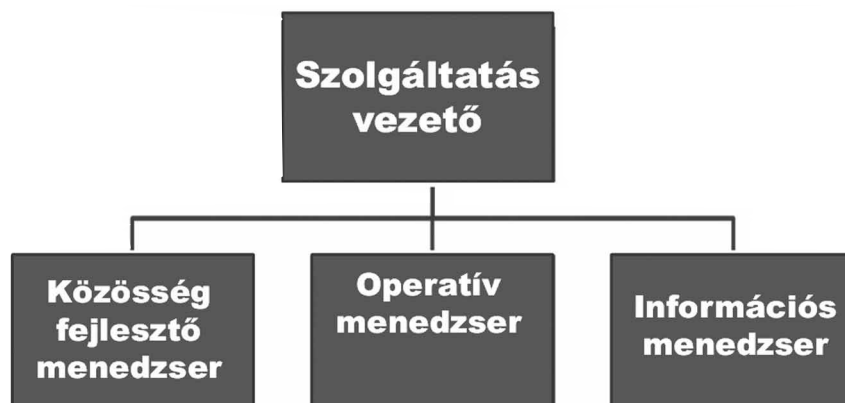 Szolgáltatás
vezető
Közösség
fejlesztő
menedzser
Operatív
menedzser
Információs
menedzser